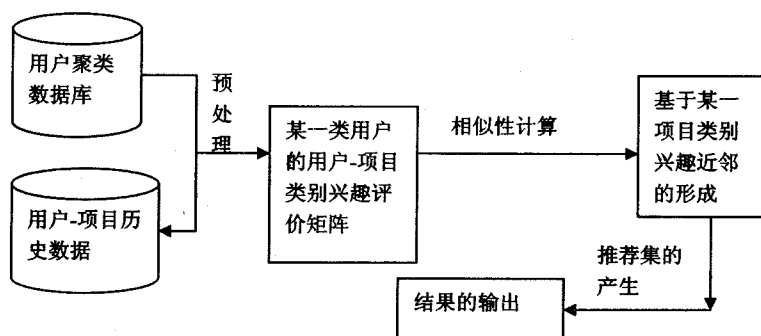 用户聚类
数据库
预
处
理
用户-项目历
史数据
某一类用户
的用户-项目
类别兴趣评
价矩阵
相似性计算
基于某一
项目类别
兴趣近邻
的形成
推荐集的
产生
结果的输出